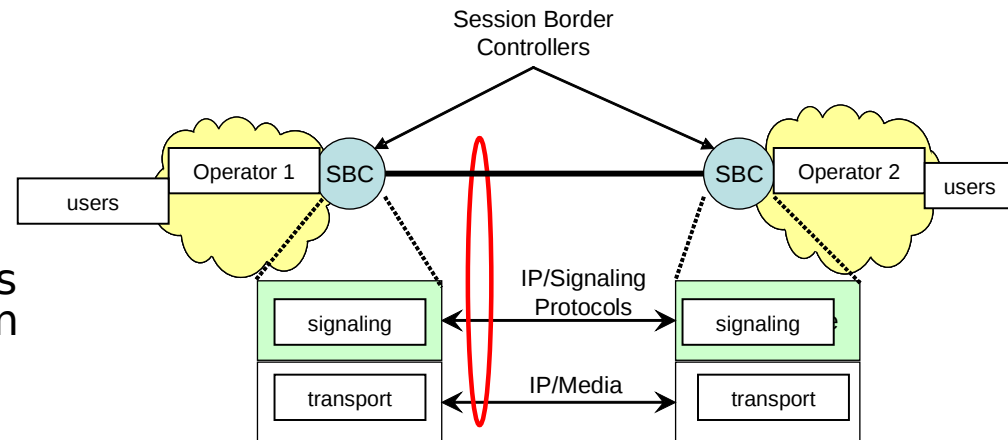 Session Border
Controllers
Operator 1
SBC
SBC
Operator 2
users
users
s
n
IP/Signaling
Protocols
signaling
signaling
IP/Media
transport
transport